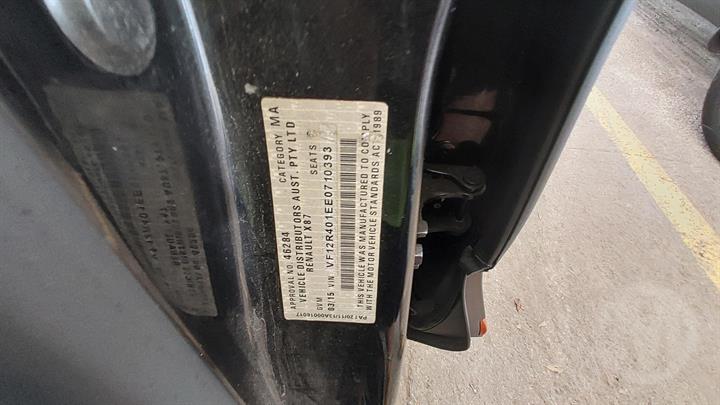 APPROVAL NO. 46284 CATEGORY MA
VEHICLE DISTRIBUTORS AUST. PTY LTD
RENAULT X87
GVM SEATS
03/15 VIN VF12R401EE0710393
THIS VEHICLE WAS MANUFACTURED TO COMPLY
WITH THE MOTOR VEHICLE STANDARDS ACT 1989